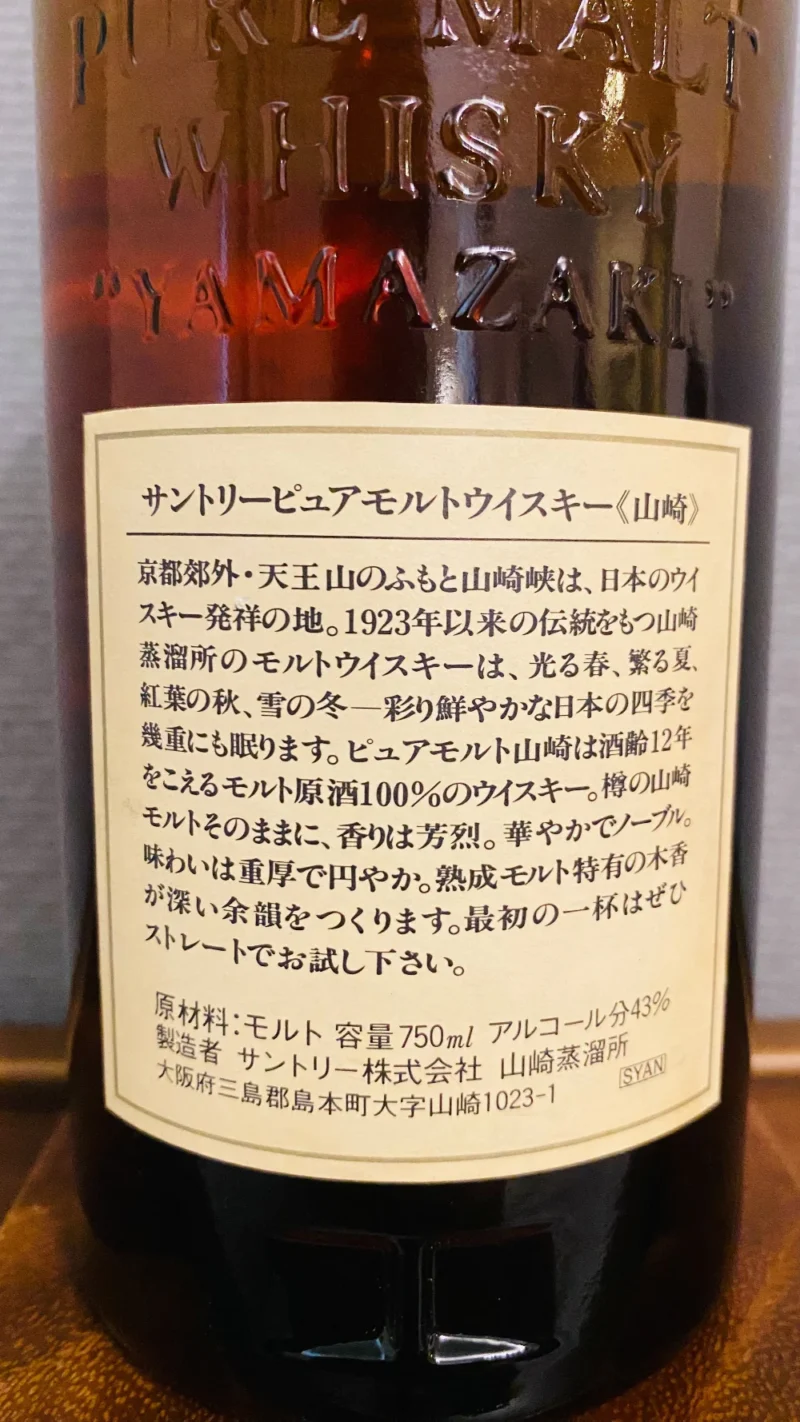 PURE MALT
WHISKY
"YAMAZAKI"
サントリーピュアモルトウイスキー《山崎》
京都郊外・天王山のふもと山崎峡は、日本のウイ
スキー発祥の地。1923年以来の伝統をもつ山崎
蒸溜所のモルトウイスキーは、光る春、繁る夏、
紅葉の秋、雪の冬―彩り鮮やかな日本の四季を
幾重にも眠ります。ピュアモルト山崎は酒齢12年
をこえるモルト原酒100%のウイスキー。樽の山崎
モルトそのままに、香りは芳烈。華やかでノーブル。
味わいは重厚で円やか。熟成モルト特有の木香
が深い余韻をつくります。最初の一杯はぜひ
ストレートでお試し下さい。
原材料:モルト 容量750ml アルコール分43%
製造者 サントリー株式会社 山崎蒸溜所
大阪府三島郡島本町大字山崎1023-1 SYAN